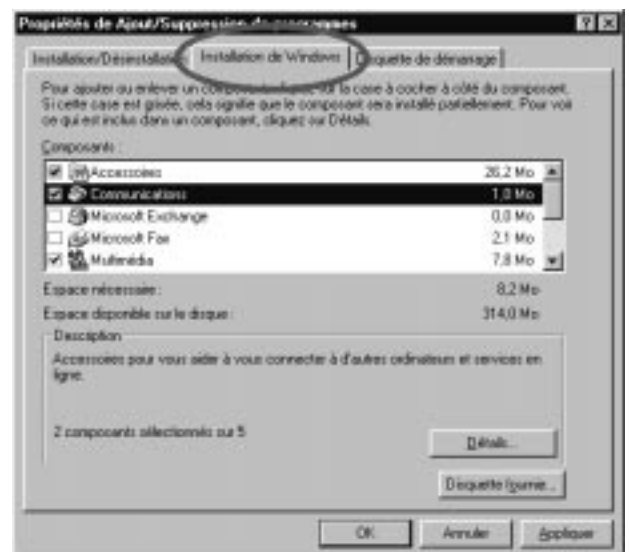 Propriétés de Ajout/Suppression de programmes
Installation/Désinstallation
Installation de Windows
Disquette de démarrage
Pour ajouter ou enlever un composant, cliquez sur la case à cocher à côté du composant.
Si cette case est grisée, cela signifie que le composant sera installé partiellement. Pour voir
ce qui est inclus dans un composant, cliquez sur Détails.
Composants :
Accessoires 26,2 Mo
Communications 1,0 Mo
Microsoft Exchange 0,0 Mo
Microsoft Fax 2,1 Mo
Multimédia 7,8 Mo
Espace nécessaire : 8,2 Mo
Espace disponible sur le disque : 314,0 Mo
Description
Accessoires pour vous aider à vous connecter à d'autres ordinateurs et services en
ligne.
2 composants sélectionnés sur 5
Détails...
Disquette fournie...
OK
Annuler
Appliquer